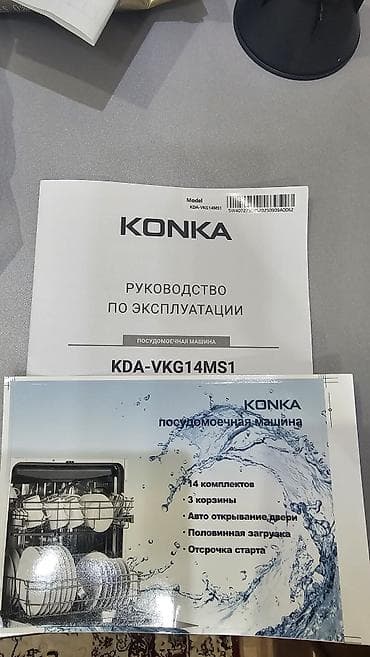 Model
KDA-VKG14MS1
KONKA
РУКОВОДСТВО
ПО ЭКСПЛУАТАЦИИ
ПОСУДОМОЕЧНАЯ МАШИНА
KDA-VKG14MS1
KONKA
посудомоечная машина
14 комплектов
3 корзины
Авто открывание двери
Половинная загрузка
Отсрочка старта